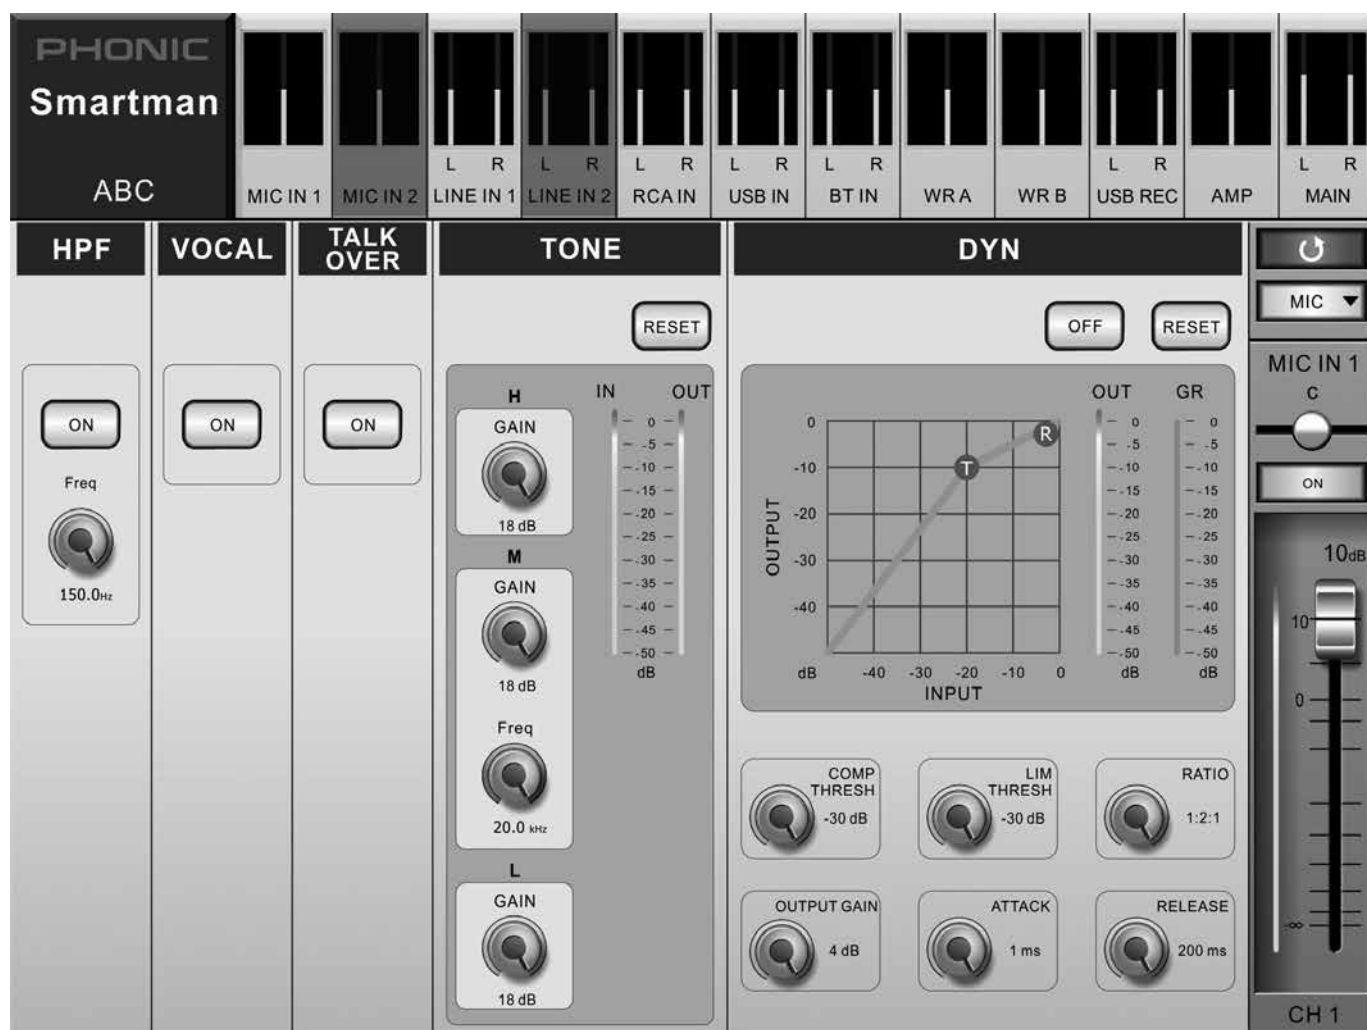 PHONIC
Smartman
ABC
L R L R L R L R L R L R L R
MIC IN 1 MIC IN 2 LINE IN 1 LINE IN 2 RCA IN USB IN BT IN WR A WR B USB REC AMP MAIN
HPF VOCAL TALK OVER TONE DYN
MIC
RESET OFF RESET
MIC IN 1
C
ON
ON
Freq
150.0Hz
ON
ON
H
GAIN
18 dB
M
GAIN
18 dB
Freq
20.0 kHz
L
GAIN
18 dB
IN OUT
0
-5
-10
-15
-20
-25
-30
-35
-40
-45
-50
dB
OUTPUT
0
-10
-20
-30
-40
T
R
dB -40 -30 -20 -10 0
INPUT
OUT GR
0 0
-5 -5
-10 -10
-15 -15
-20 -20
-25 -25
-30 -30
-35 -35
-40 -40
-45 -45
-50 -50
dB dB
COMP THRESH
-30 dB
LIM THRESH
-30 dB
RATIO
1:2:1
OUTPUT GAIN
4 dB
ATTACK
1 ms
RELEASE
200 ms
10dB
10
0
-∞
CH 1